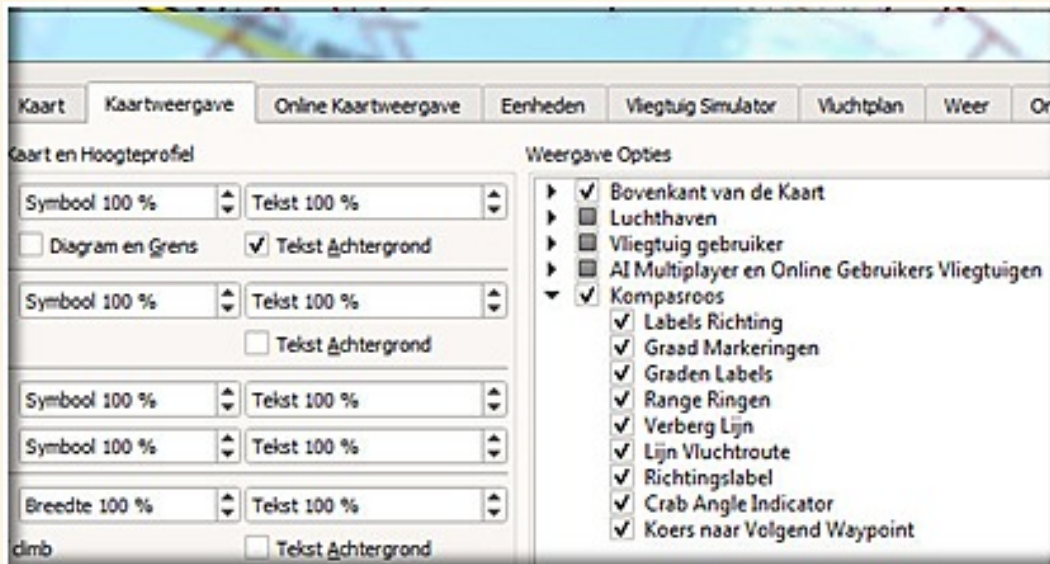 Kaart Kaartweergave Online Kaartweergave Eenheden Vliegtuig Simulator Vluchtplan Weer
Kaart en Hoogteprofiel
Symbool 100 % Tekst 100 %
Diagram en Grens Tekst Achtergrond
Symbool 100 % Tekst 100 %
Tekst Achtergrond
Symbool 100 % Tekst 100 %
Symbool 100 % Tekst 100 %
Breedte 100 % Tekst 100 %
climb Tekst Achtergrond
Weergave Opties
Bovenkant van de Kaart
Luchthaven
Vliegtuig gebruiker
AI Multiplayer en Online Gebruikers Vliegtuigen
Kompasroos
Labels Richting
Graad Markeringen
Graden Labels
Range Ringen
Verberg Lijn
Lijn Vluchtroute
Richtingslabel
Crab Angle Indicator
Koers naar Volgend Waypoint